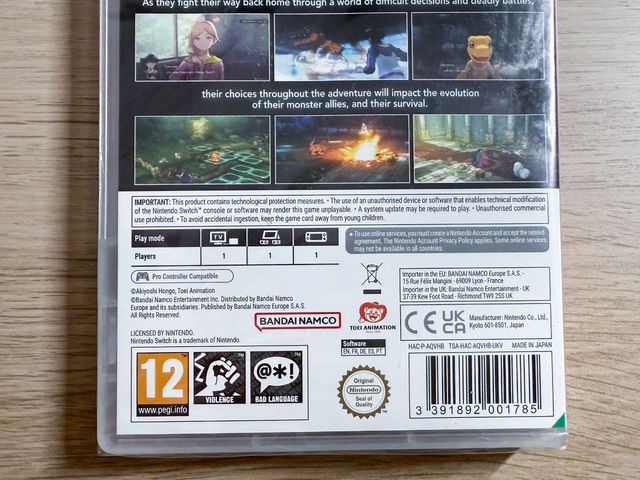 As they fight their way back home through a world of difficult decisions and deadly battles,
their choices throughout the adventure will impact the evolution
of their monster allies, and their survival.
IMPORTANT: This product contains technological protection measures. • The use of an unauthorised device or software that enables technical modification
of the Nintendo Switch™ console or software may render this game unplayable. • A system update may be required to play. • Unauthorised commercial
use prohibited. • To avoid accidental ingestion, keep the game card away from young children.
Play mode TV
Players 1 1 1
• To use online services, you must create a Nintendo Account and accept the related
agreement. The Nintendo Account Privacy Policy applies. Some online services
may not be available in all countries.
Pro Controller Compatible
©Akiyoshi Hongo, Toei Animation
©Bandai Namco Entertainment Inc. Distributed by Bandai Namco
Europe and its subsidiaries. Published by Bandai Namco Europe S.A.S.
All Rights Reserved.
LICENSED BY NINTENDO.
Nintendo Switch is a trademark of Nintendo.
BANDAI NAMCO
TOEI ANIMATION
Importer in the EU: BANDAI NAMCO Europe S.A.S. -
15 Rue Félix Mangini - 69009 Lyon - France
Importer in the UK: Bandai Namco Entertainment - UK
37-39 Kew Foot Road - Richmond TW9 2SS UK
CE UK
CA
Manufacturer: Nintendo Co., Ltd.,
Kyoto 601-8501, Japan
Software
EN, FR, DE, ES, PT
HAC-P-AQVHB TSA-HAC-AQVHB-UKV MADE IN JAPAN
12
www.pegi.info
VIOLENCE
@*!
BAD LANGUAGE
Original
Nintendo
Seal of
Quality
3 391892 001785